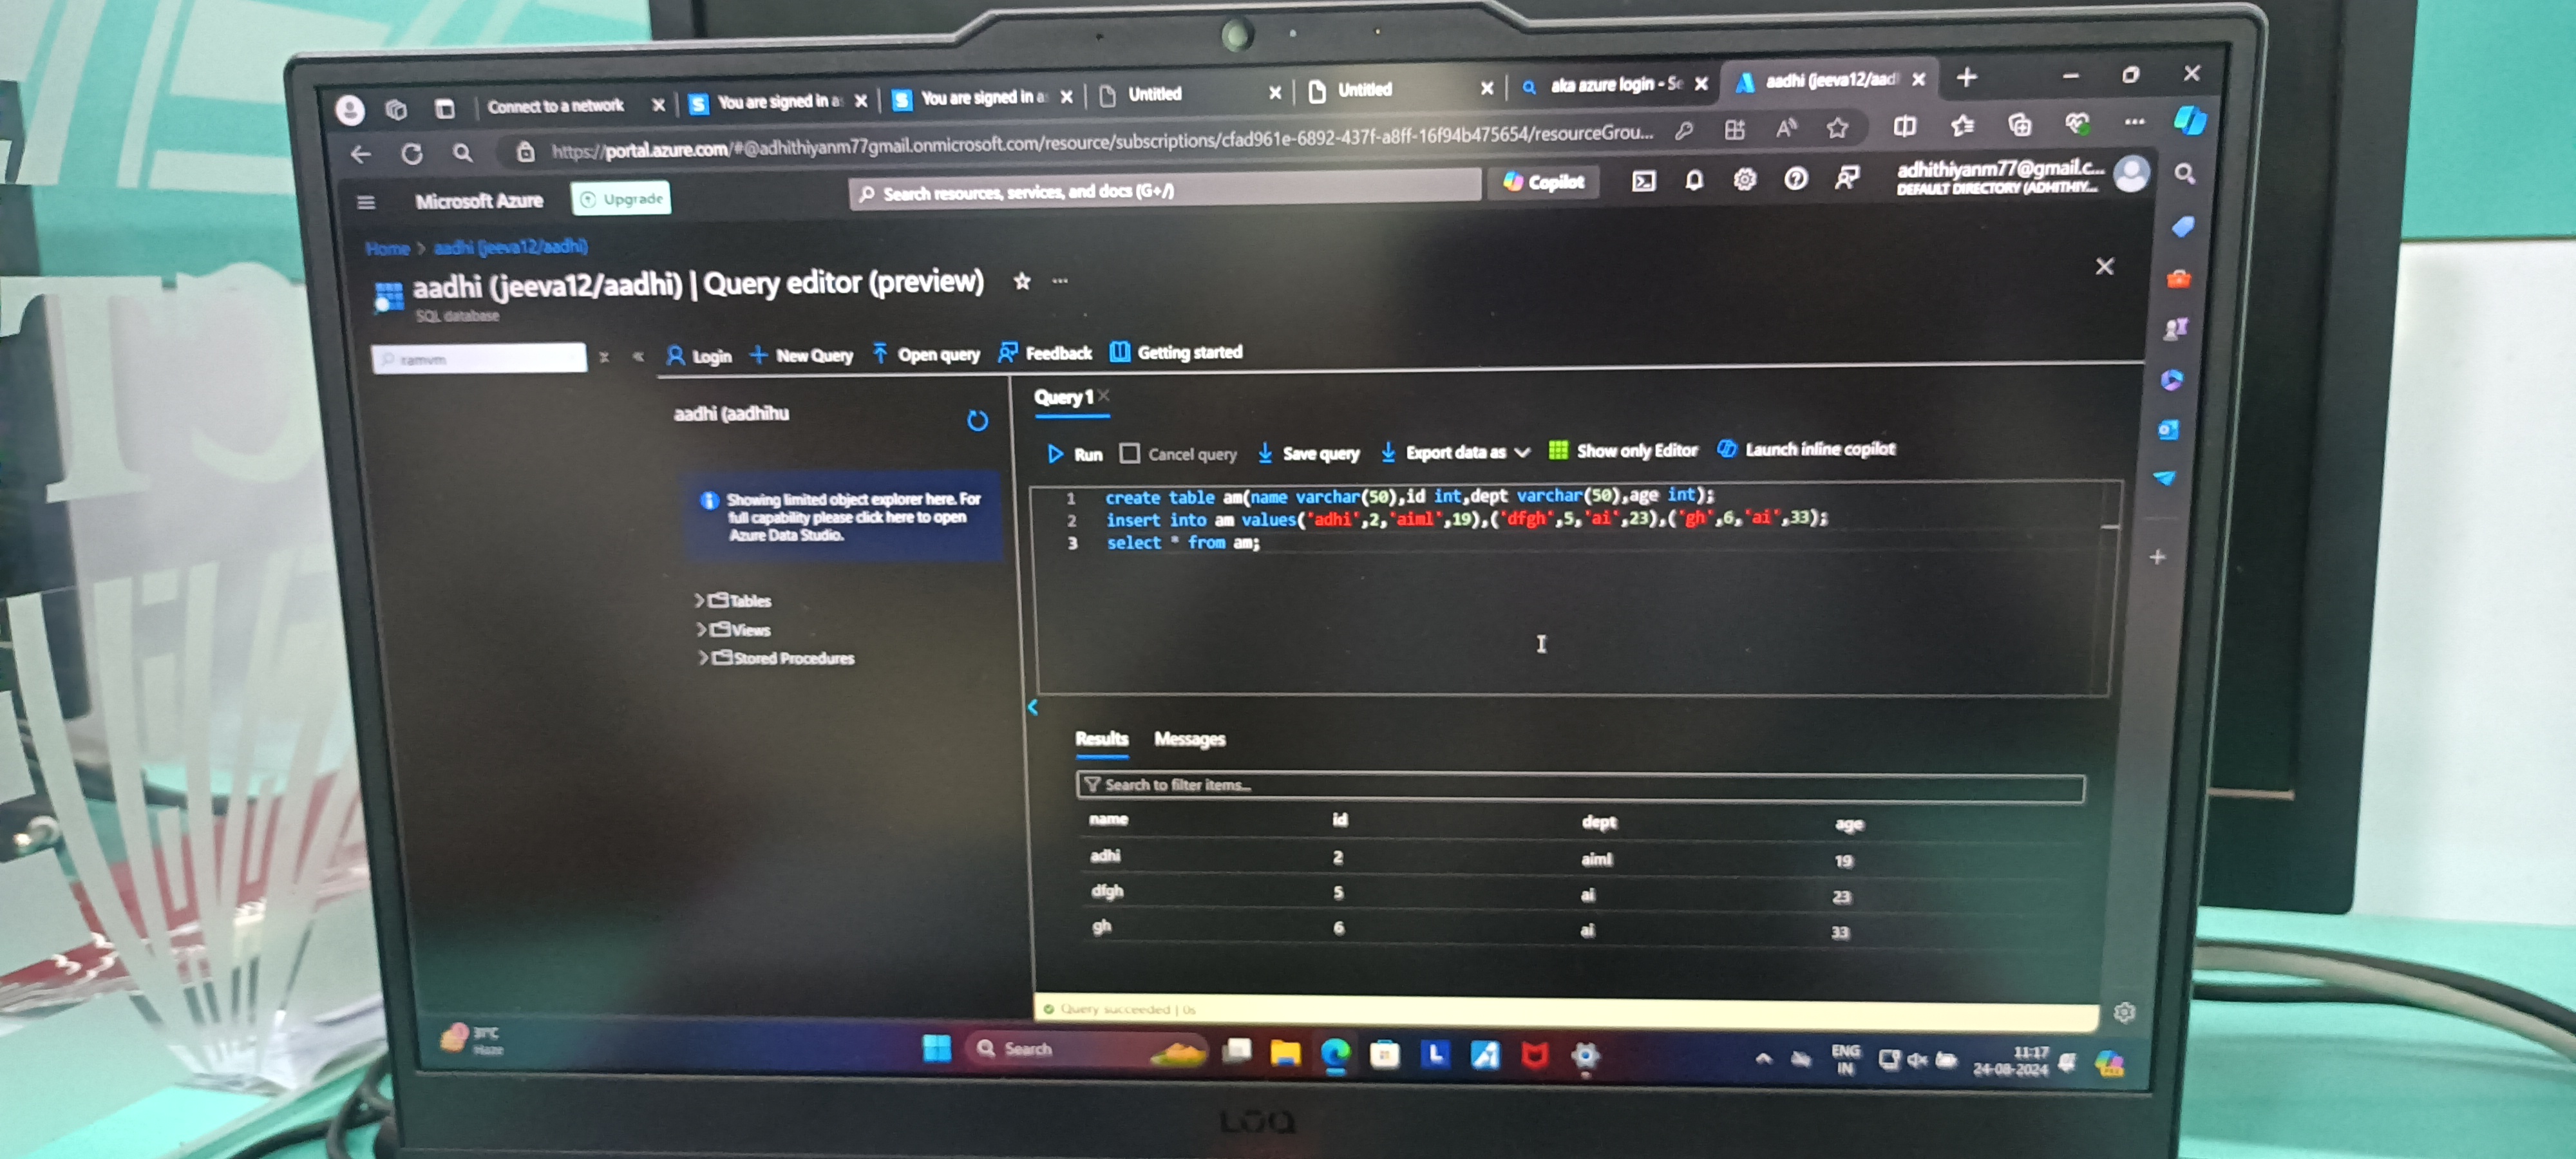 Connect to a network
You are signed in a
You are signed in a
Untitled
Untitled
aka azure login - Se
aadhi (jeeva12/aad
https://portal.azure.com/#@adhithiyanm77gmail.onmicrosoft.com/resource/subscriptions/cfad961e-6892-437f-a8ff-16f94b475654/resourceGrou...
Microsoft Azure
Upgrade
Search resources, services, and docs (G+/)
Copilot
adhithiyanm77@gmail.c...
DEFAULT DIRECTORY (ADHITHIY...
Home > aadhi (jeeva12/aadhi)
aadhi (jeeva12/aadhi) | Query editor (preview)
SQL database
ramvm
Login
New Query
Open query
Feedback
Getting started
aadhi (aadhihu
Showing limited object explorer here. For
full capability please click here to open
Azure Data Studio.
Tables
Views
Stored Procedures
Query 1
Run
Cancel query
Save query
Export data as
Show only Editor
Launch inline copilot
1 create table am(name varchar(50),id int,dept varchar(50),age int);
2 insert into am values('adhi',2,'aiml',19),('dfgh',5,'ai',23),('gh',6,'ai',33);
3 select * from am;
Results Messages
Search to filter items...
name id dept age
adhi 2 aiml 19
dfgh 5 ai 23
gh 6 ai 33
Query succeeded | 0s
31°C
Haze
Search
ENG
IN
11:17
24-08-2024
LOQ